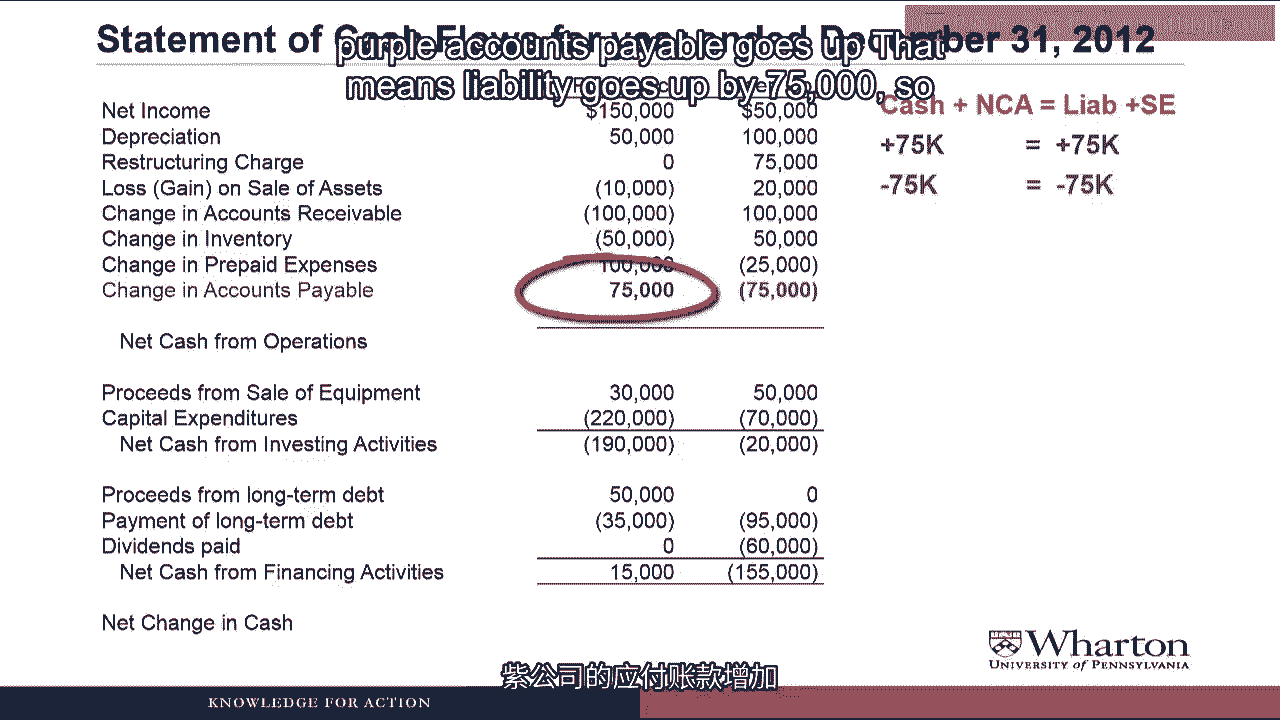 Statement of Cash Flows for year ended December 31, 2012
purple accounts payable goes up That
means liability goes up by 75,000, so
Cash + NCA = Liab +SE
Net Income $150,000 $50,000
+75K = +75K
Depreciation 50,000 100,000
Restructuring Charge 0 75,000
-75K = -75K
Loss (Gain) on Sale of Assets (10,000) 20,000
Change in Accounts Receivable (100,000) 100,000
Change in Inventory (50,000) 50,000
Change in Prepaid Expenses 100,000 (25,000)
Change in Accounts Payable 75,000 (75,000)
Net Cash from Operations
Proceeds from Sale of Equipment 30,000 50,000
Capital Expenditures (220,000) (70,000)
Net Cash from Investing Activities (190,000) (20,000)
Proceeds from long-term debt 50,000 0
Payment of long-term debt (35,000) (95,000)
Dividends paid 0 (60,000)
Net Cash from Financing Activities 15,000 (155,000)
Net Change in Cash
Wharton
UNIVERSITY of PENNSYLVANIA
紫公司的应付账款增加
KNOWLEDGE FOR ACTION